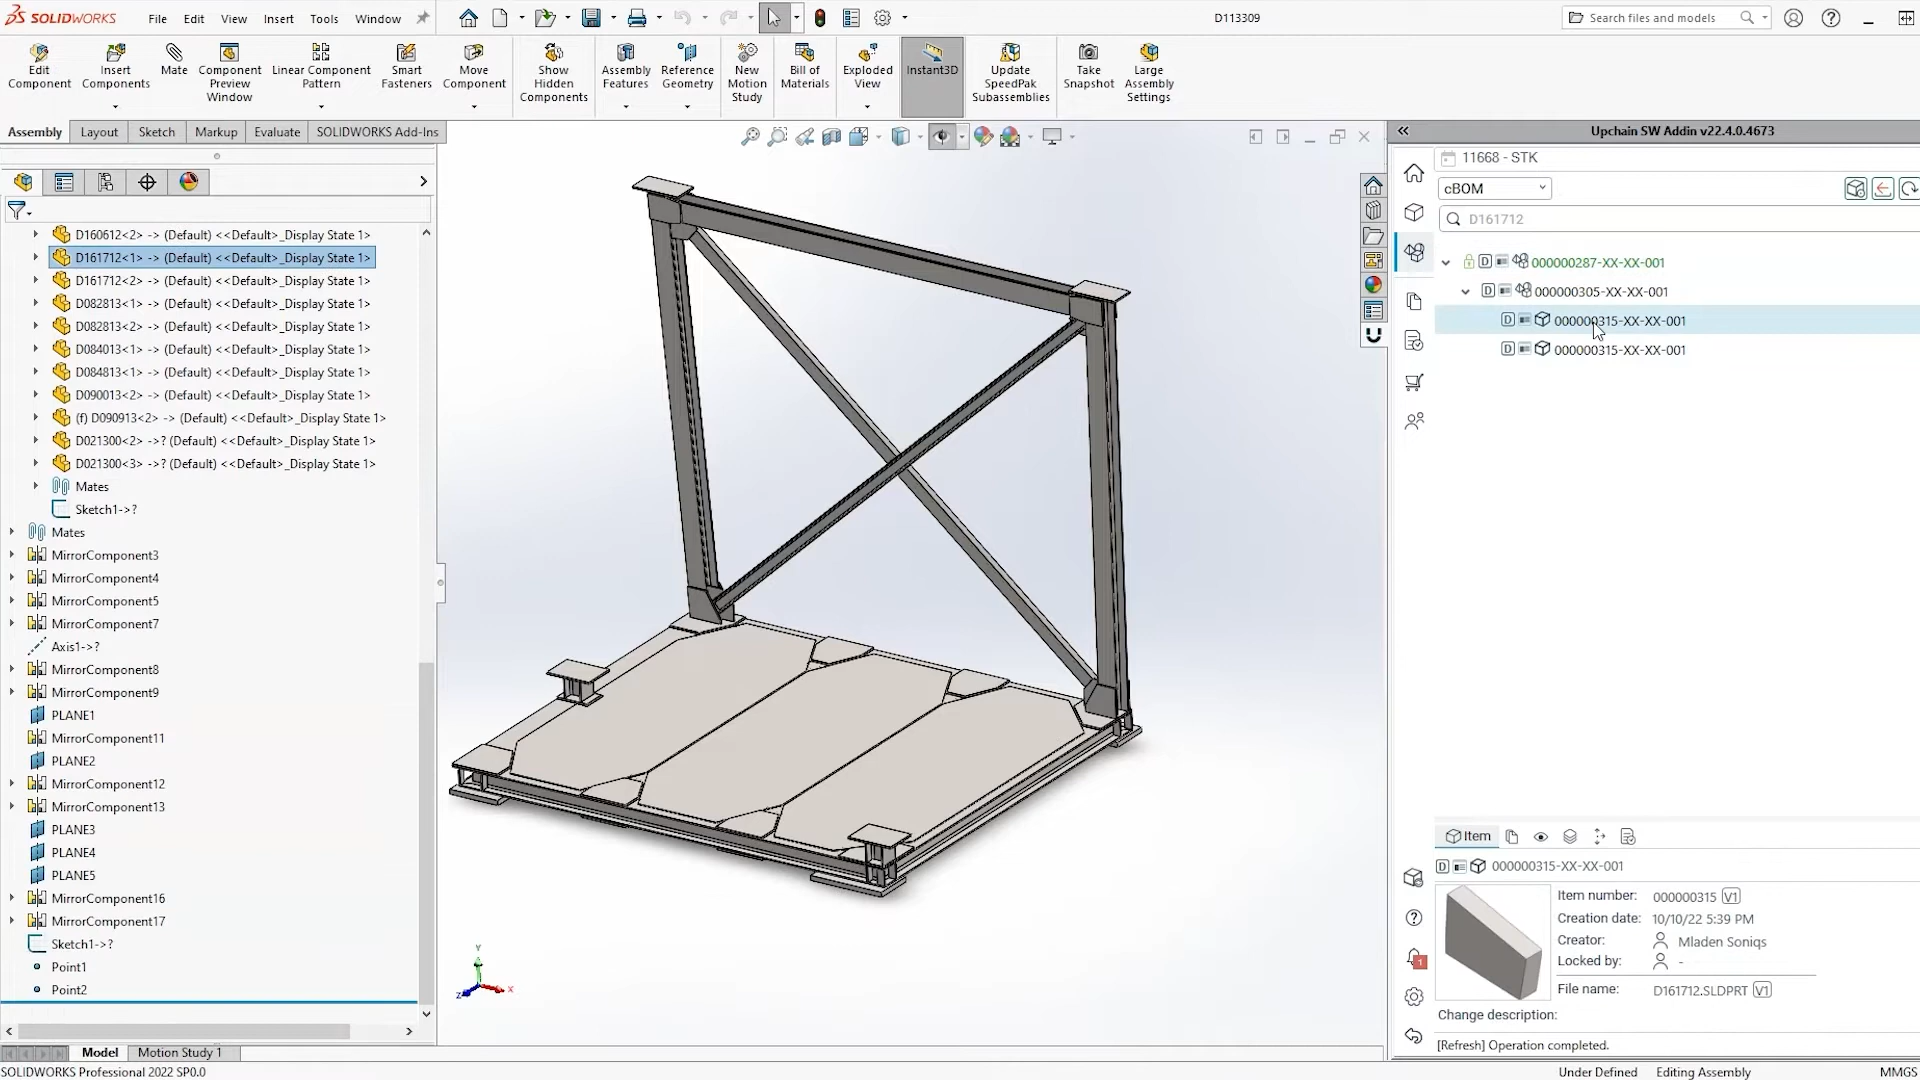 SOLIDWORKS
File Edit View Insert Tools Window
D113309
Search files and models
Edit Component
Insert Components
Mate
Component Preview Window
Linear Component Pattern
Smart Fasteners
Move Component
Show Hidden Components
Assembly Features
Reference Geometry
New Motion Study
Bill of Materials
Exploded View
Instant3D
Update SpeedPak Subassemblies
Take Snapshot
Large Assembly Settings
Assembly Layout Sketch Markup Evaluate SOLIDWORKS Add-Ins
D160612<2> -> (Default) <<Default>_Display State 1>
D161712<1> -> (Default) <<Default>_Display State 1>
D161712<2> -> (Default) <<Default>_Display State 1>
D082813<1> -> (Default) <<Default>_Display State 1>
D082813<2> -> (Default) <<Default>_Display State 1>
D084013<1> -> (Default) <<Default>_Display State 1>
D084813<1> -> (Default) <<Default>_Display State 1>
D090013<2> -> (Default) <<Default>_Display State 1>
(f) D090913<2> -> (Default) <<Default>_Display State 1>
D021300<2> ->? (Default) <<Default>_Display State 1>
D021300<3> ->? (Default) <<Default>_Display State 1>
Mates
Sketch1->?
Mates
MirrorComponent3
MirrorComponent4
MirrorComponent5
MirrorComponent7
Axis1->?
MirrorComponent8
MirrorComponent9
PLANE1
MirrorComponent11
PLANE2
MirrorComponent12
MirrorComponent13
PLANE3
PLANE4
PLANE5
MirrorComponent16
MirrorComponent17
Sketch1->?
Point1
Point2
Y
Z
X
Model Motion Study 1
SOLIDWORKS Professional 2022 SP0.0
Under Defined Editing Assembly MMGS
Upchain SW Addin v22.4.0.4673
11668 - STK
cBOM
D161712
D 000000287-XX-XX-001
D 000000305-XX-XX-001
D 000000315-XX-XX-001
D 000000315-XX-XX-001
Item
D 000000315-XX-XX-001
Item number: 000000315 V1
Creation date: 10/10/22 5:39 PM
Creator: Mladen Soniqs
Locked by: -
File name: D161712.SLDPRT V1
Change description:
1
[Refresh] Operation completed.